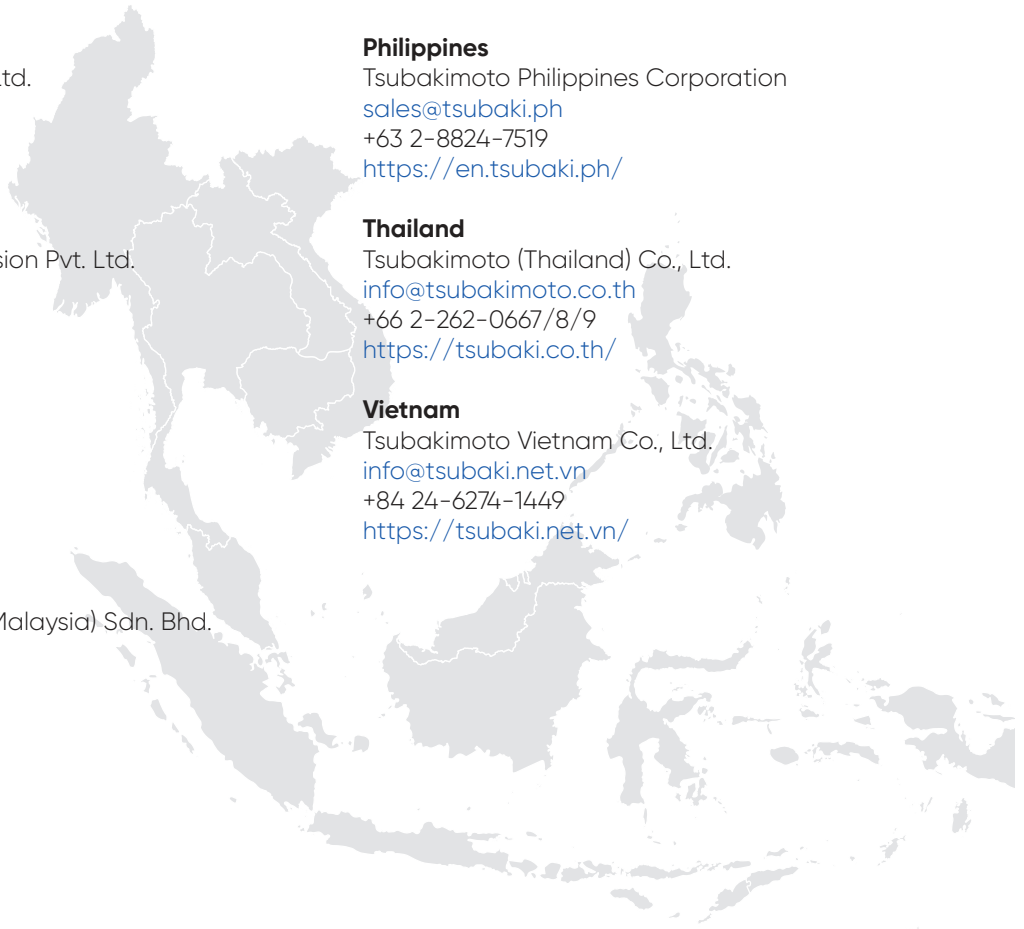 td.
sion Pvt. Ltd.
Malaysia) Sdn. Bhd.
Philippines
Tsubakimoto Philippines Corporation
sales@tsubaki.ph
+63 2-8824-7519
https://en.tsubaki.ph/
Thailand
Tsubakimoto (Thailand) Co., Ltd.
info@tsubakimoto.co.th
+66 2-262-0667/8/9
https://tsubaki.co.th/
Vietnam
Tsubakimoto Vietnam Co., Ltd.
info@tsubaki.net.vn
+84 24-6274-1449
https://tsubaki.net.vn/